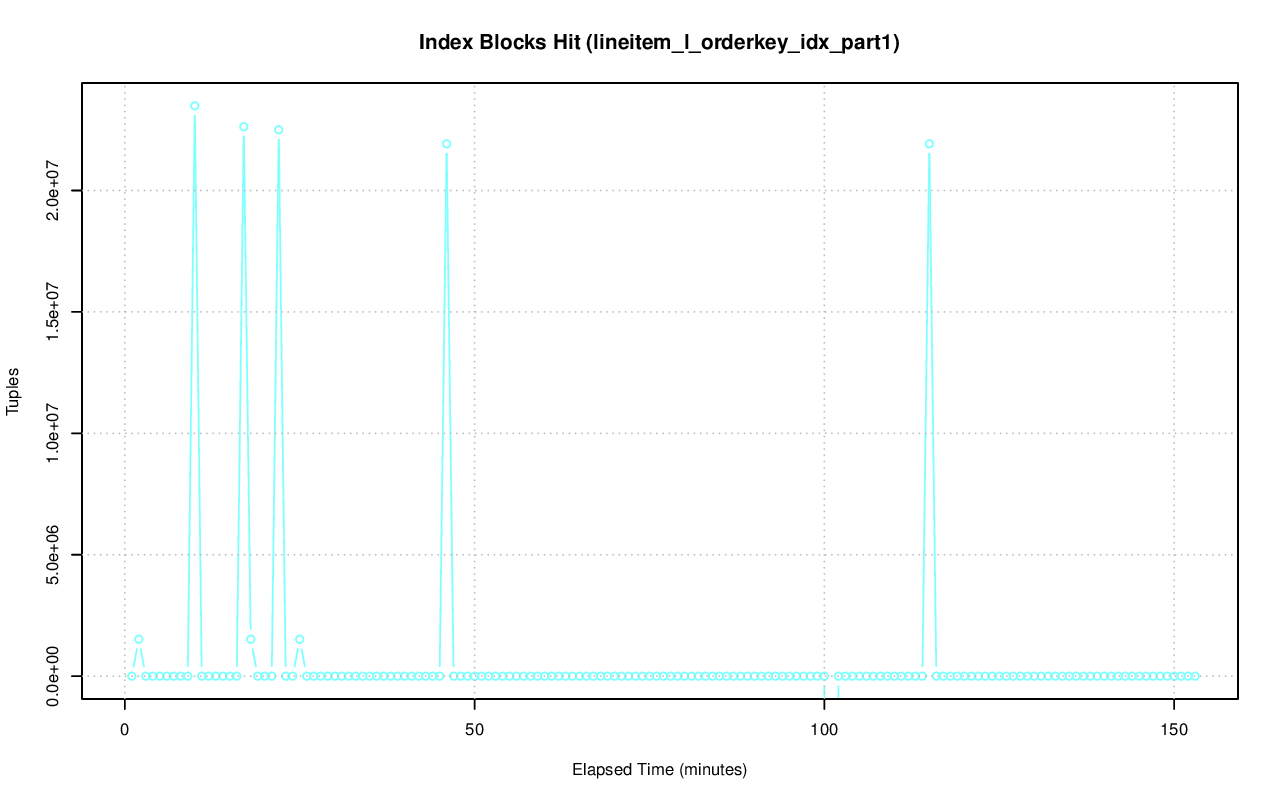 Index Blocks Hit (lineitem_l_orderkey_idx_part1)
Tuples
2.0e+07
1.5e+07
1.0e+07
5.0e+06
0.0e+00
0 50 100 150
Elapsed Time (minutes)